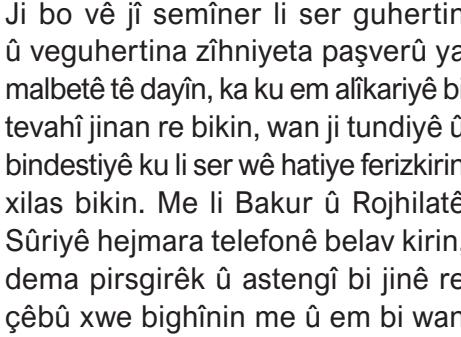 Ji bo vê jî semîner li ser guhertin
û veguhertina zîhniyeta paşverû ya
malbetê tê dayîn, ka ku em alîkariyê bi
tevahî jinan re bikin, wan ji tundiyê û
bindestiyê ku li ser wê hatiye ferizkirin
xilas bikin. Me li Bakur û Rojhilatê
Sûriyê hejmara telefonê belav kirin,
dema pirsgirêk û astengî bi jinê re
çêbû xwe bighînin me û em bi wan